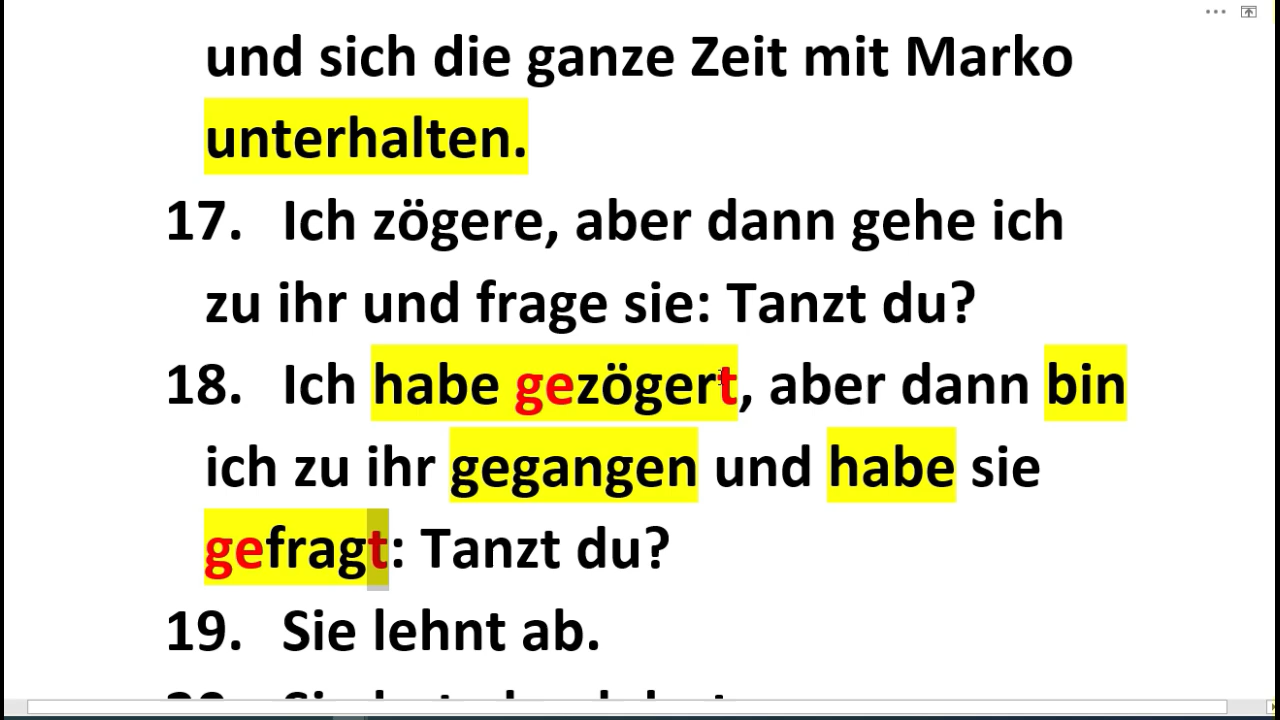 und sich die ganze Zeit mit Marko
unterhalten.
17. Ich zögere, aber dann gehe ich
zu ihr und frage sie: Tanzt du?
18. Ich habe gezögert, aber dann bin
ich zu ihr gegangen und habe sie
gefragt: Tanzt du?
19. Sie lehnt ab.